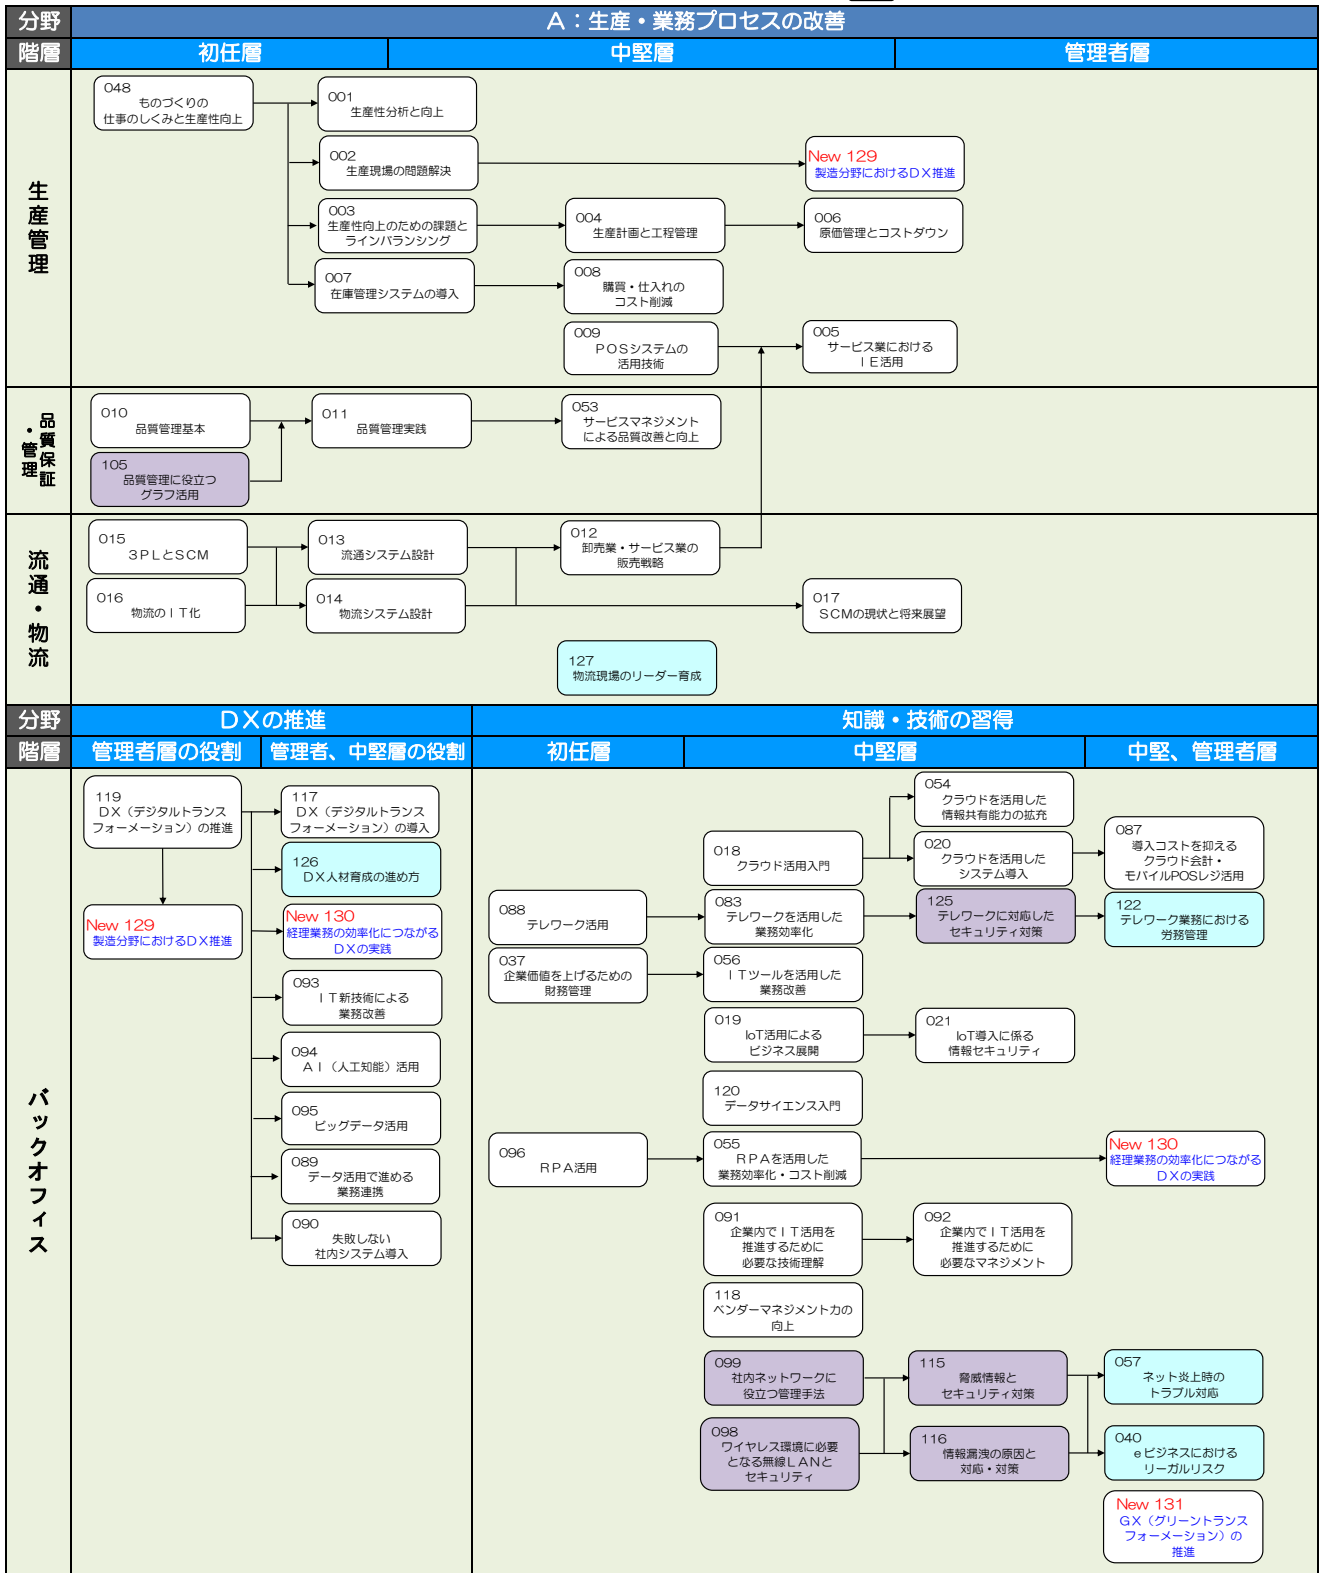 分野
A：生産・業務プロセスの改善
階層
初任層
中堅層
管理者層
生産管理
048
ものづくりの
仕事のしくみと生産性向上
001
生産性分析と向上
002
生産現場の問題解決
New 129
製造分野におけるＤＸ推進
003
生産性向上のための課題と
ラインバランシング
004
生産計画と工程管理
006
原価管理とコストダウン
007
在庫管理システムの導入
008
購買・仕入れの
コスト削減
009
ＰＯＳシステムの
活用技術
005
サービス業における
ＩＥ活用
品質保証
・管理
010
品質管理基本
011
品質管理実践
053
サービスマネジメント
による品質改善と向上
105
品質管理に役立つ
グラフ活用
流通・物流
015
３ＰＬとＳＣＭ
013
流通システム設計
012
卸売業・サービス業の
販売戦略
016
物流のＩＴ化
014
物流システム設計
017
ＳＣＭの現状と将来展望
127
物流現場のリーダー育成
分野
ＤＸの推進
知識・技術の習得
階層
管理者層の役割
管理者、中堅層の役割
初任層
中堅層
中堅、管理者層
バックオフィス
119
ＤＸ（デジタルトランス
フォーメーション）の推進
117
ＤＸ（デジタルトランス
フォーメーション）の導入
126
ＤＸ人材育成の進め方
New 129
製造分野におけるＤＸ推進
New 130
経理業務の効率化につながる
ＤＸの実践
093
ＩＴ新技術による
業務改善
094
ＡＩ（人工知能）活用
095
ビッグデータ活用
089
データ活用で進める
業務連携
090
失敗しない
社内システム導入
054
クラウドを活用した
情報共有能力の拡充
018
クラウド活用入門
020
クラウドを活用した
システム導入
087
導入コストを抑える
クラウド会計・
モバイルPOSレジ活用
088
テレワーク活用
083
テレワークを活用した
業務効率化
125
テレワークに対応した
セキュリティ対策
122
テレワーク業務における
労務管理
037
企業価値を上げるための
財務管理
056
ＩＴツールを活用した
業務改善
019
IoT活用による
ビジネス展開
021
IoT導入に係る
情報セキュリティ
120
データサイエンス入門
096
ＲＰＡ活用
055
ＲＰＡを活用した
業務効率化・コスト削減
New 130
経理業務の効率化につながる
ＤＸの実践
091
企業内でＩＴ活用を
推進するために
必要な技術理解
092
企業内でＩＴ活用を
推進するために
必要なマネジメント
118
ベンダーマネジメント力の
向上
099
社内ネットワークに
役立つ管理手法
115
脅威情報と
セキュリティ対策
057
ネット炎上時の
トラブル対応
098
ワイヤレス環境に必要
となる無線ＬＡＮと
セキュリティ
116
情報漏洩の原因と
対応・対策
040
ｅビジネスにおける
リーガルリスク
New 131
ＧＸ（グリーントランス
フォーメーション）の
推進